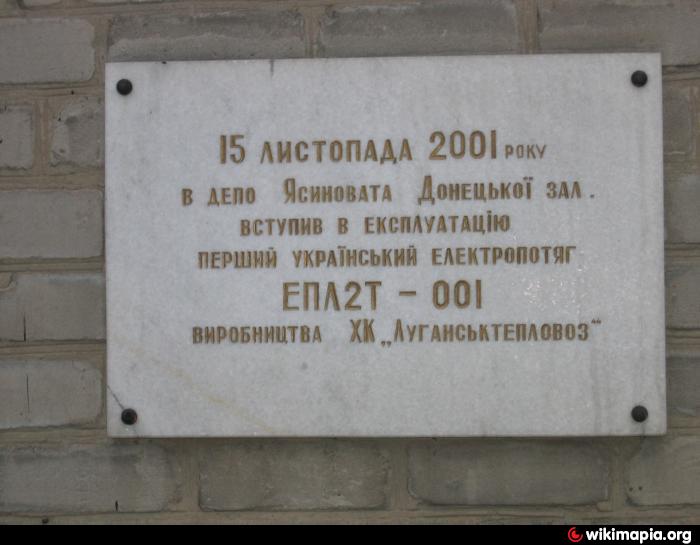 15 ЛИСТОПАДА 2001 РОКУ
В ДЕПО ЯСИНОВАТА ДОНЕЦЬКОЇ ЗАЛ.
ВСТУПИВ В ЕКСПЛУАТАЦІЮ
ПЕРШИЙ УКРАЇНСЬКИЙ ЕЛЕКТРОПОТЯГ
ЕПЛ2Т – 001
ВИРОБНИЦТВА ХК „ЛУГАНСЬКТЕПЛОВОЗ“
wikimapia.org